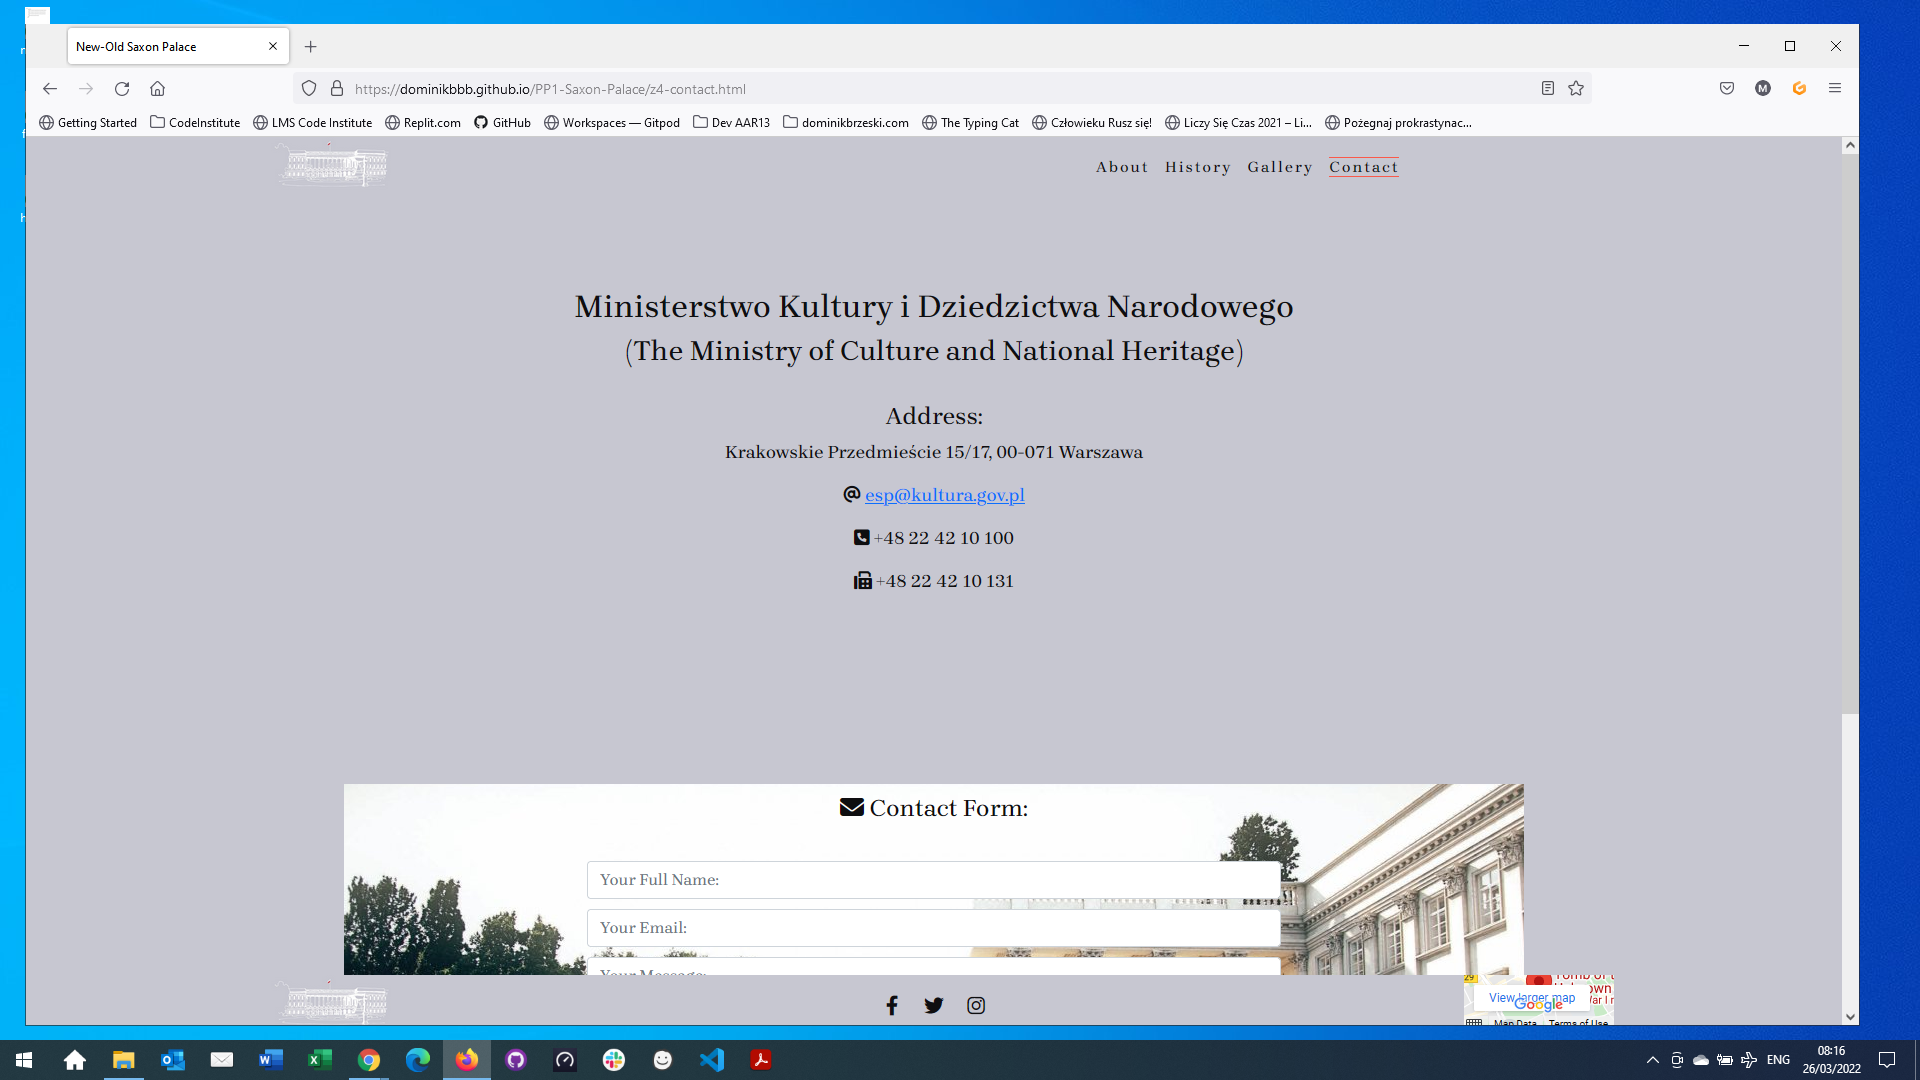 New-Old Saxon Palace
https://dominikbbb.github.io/PP1-Saxon-Palace/z4-contact.html
M
Getting Started CodeInstitute LMS Code Institute Replit.com GitHub Workspaces — Gitpod Dev AAR13 dominikbrzeski.com The Typing Cat Człowieku Rusz się! Liczy Się Czas 2021 – Li... Pożegnaj prokrastynac...
About History Gallery Contact
Ministerstwo Kultury i Dziedzictwa Narodowego
(The Ministry of Culture and National Heritage)
Address:
Krakowskie Przedmieście 15/17, 00-071 Warszawa
esp@kultura.gov.pl
+48 22 42 10 100
+48 22 42 10 131
Contact Form:
Your Full Name:
Your Email:
Your Message:
View larger map
Google
Map Data Terms of Use
ENG
08:16
26/03/2022